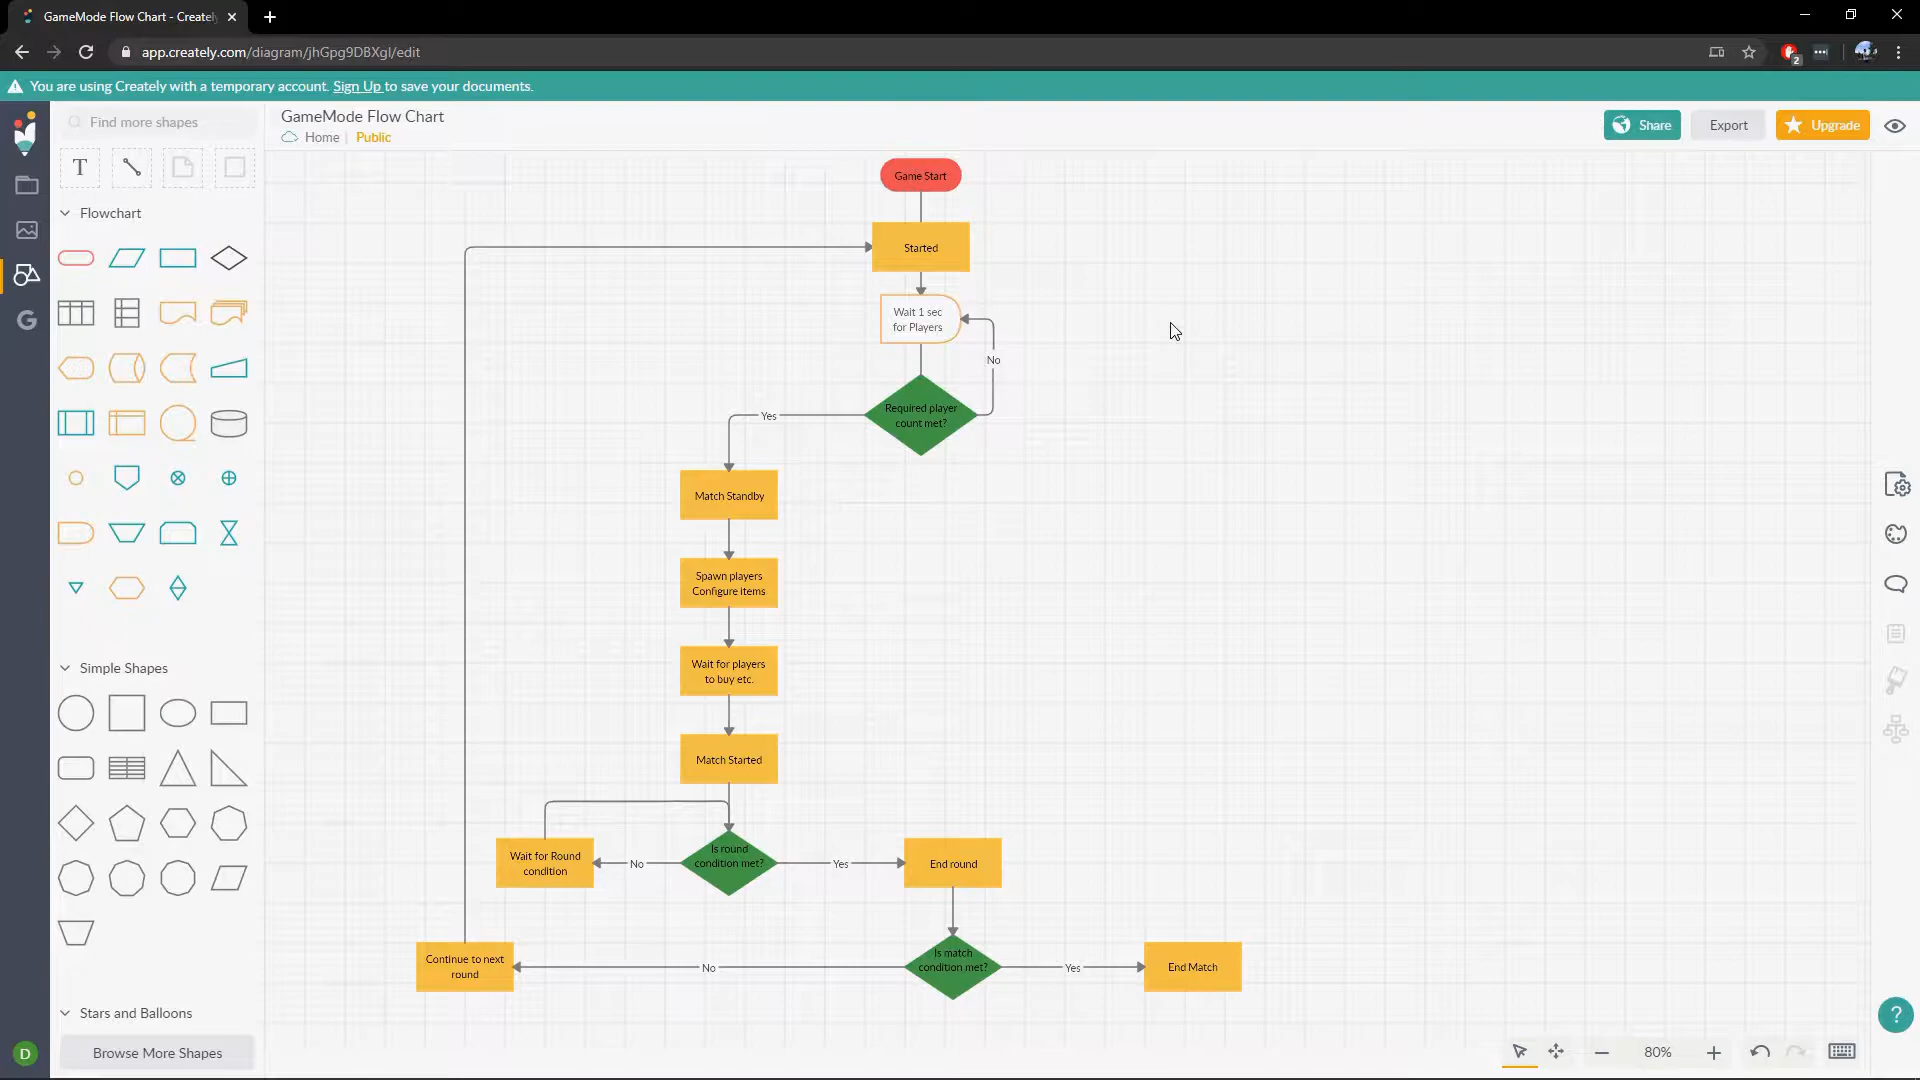 GameMode Flow Chart - Creately
app.creately.com/diagram/jhGpg9DBXgl/edit
2
You are using Creately with a temporary account. Sign Up to save your documents.
Find more shapes
GameMode Flow Chart
Home | Public
Share
Export
Upgrade
T
Flowchart
G
Simple Shapes
Stars and Balloons
Browse More Shapes
D
Game Start
Started
Wait 1 sec
for Players
No
Required player
count met?
Yes
Match Standby
Spawn players
Configure items
Wait for players
to buy etc.
Match Started
Wait for Round
condition
No
Is round
condition met?
Yes
End round
Continue to next
round
No
Is match
condition met?
Yes
End Match
?
80%